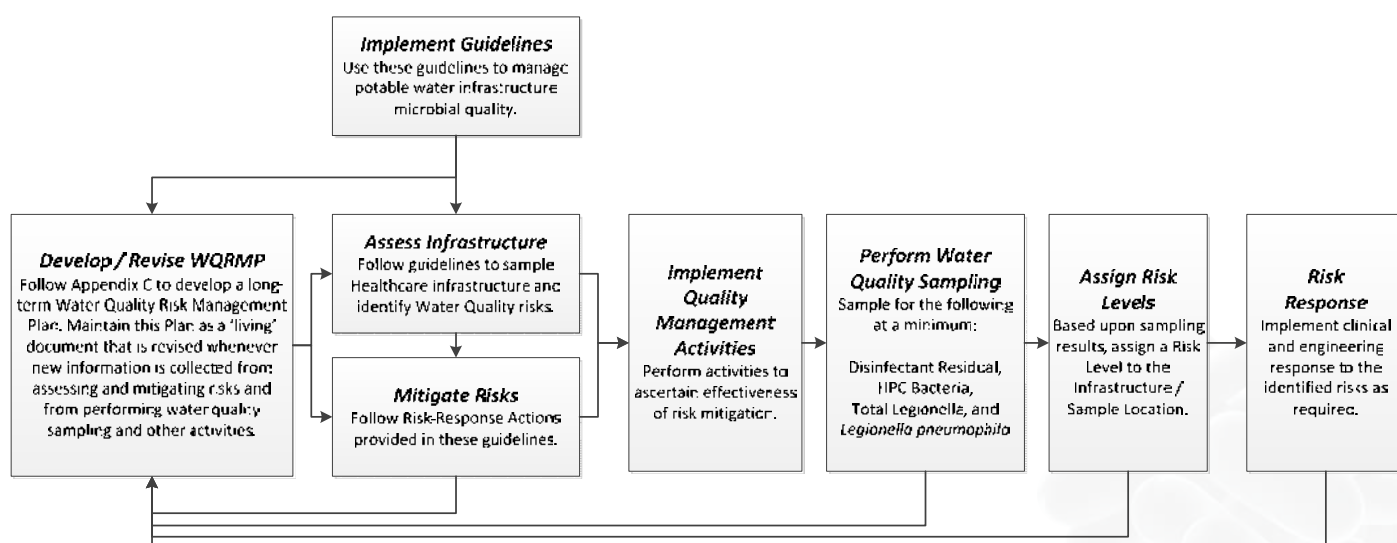 Implement Guidelines
Use these guidelines to manage
potable water infrastructure
microbial quality.
Develop / Revise WQRMP
Follow Appendix C to develop a long-
term Water Quality Risk Management
Plan. Maintain this Plan as a 'living'
document that is revised whenever
new information is collected from
assessing and mitigating risks and
from performing water quality
sampling and other activities.
Assess Infrastructure
Follow guidelines to sample
Healthcare infrastructure and
identify Water Quality risks.
Mitigate Risks
Follow Risk-Response Actions
provided in these guidelines.
Implement
Quality
Management
Activities
Perform activities to
ascertain effectiveness
of risk mitigation.
Perform Water
Quality Sampling
Sample for the following
at a minimum:
Disinfectant Residual,
HPC Bacteria,
Total Legionella, and
Legionella pneumophila
Assign Risk
Levels
Based upon sampling
results, assign a Risk
Level to the
Infrastructure /
Sample Location.
Risk
Response
Implement clinical
and engineering
response to the
identified risks as
required.